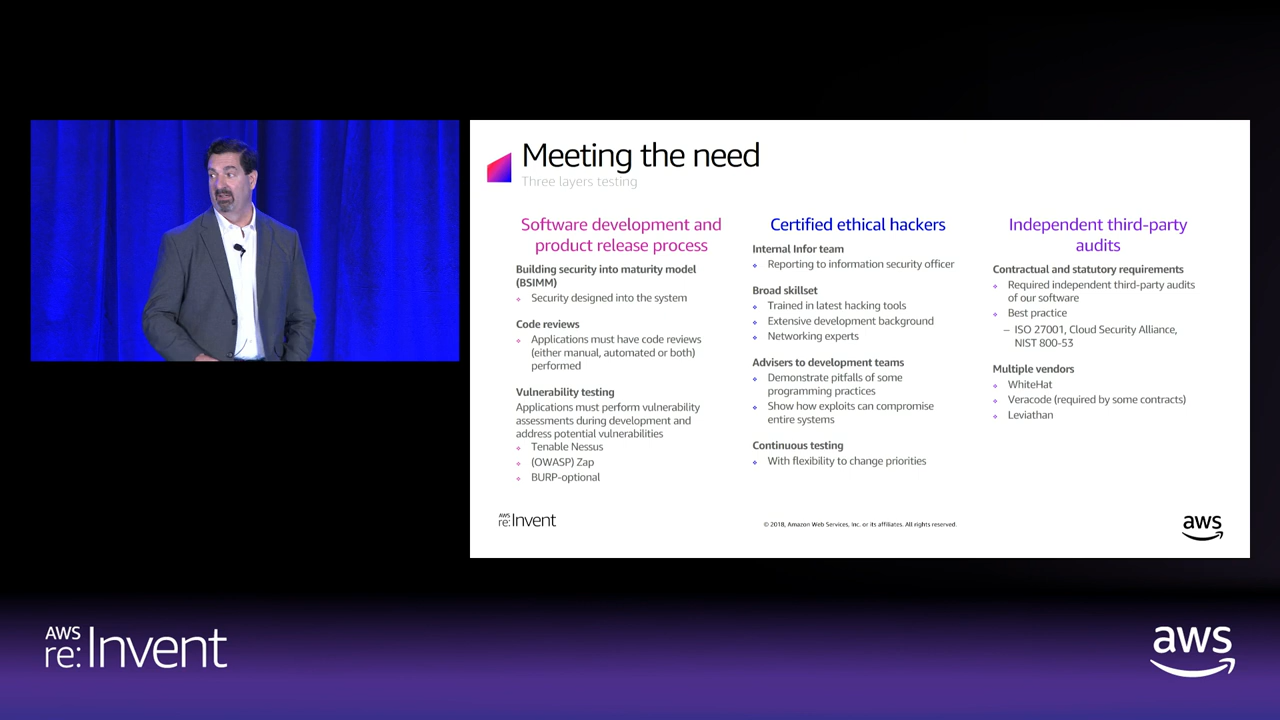 Meeting the need
Three layers testing
Software development and
product release process
Building security into maturity model
(BSIMM)
Security designed into the system
Code reviews
Applications must have code reviews
(either manual, automated or both)
performed
Vulnerability testing
Applications must perform vulnerability
assessments during development and
address potential vulnerabilities
Tenable Nessus
(OWASP) Zap
BURP-optional
Certified ethical hackers
Internal Infor team
Reporting to information security officer
Broad skillset
Trained in latest hacking tools
Extensive development background
Networking experts
Advisers to development teams
Demonstrate pitfalls of some
programming practices
Show how exploits can compromise
entire systems
Continuous testing
With flexibility to change priorities
Independent third-party
audits
Contractual and statutory requirements
Required independent third-party audits
of our software
Best practice
– ISO 27001, Cloud Security Alliance,
NIST 800-53
Multiple vendors
WhiteHat
Veracode (required by some contracts)
Leviathan
AWS
re:Invent
© 2018, Amazon Web Services, Inc. or its affiliates. All rights reserved.
aws
AWS
re:Invent
aws